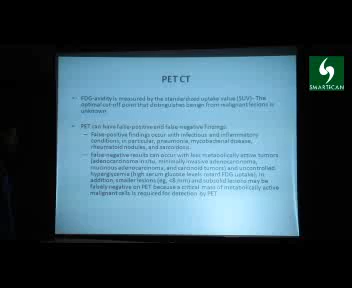 PET CT
FDG-avidity is measured by the standardised uptake value (SUV)- The
optimal cut-off point that distinguishes benign from malignant lesions is
unknown
PET can have false-positive and false-negative findings:
– False-positive findings occur with infectious and inflammatory
conditions, in particular, pneumonia, mycobacterial disease,
rheumatoid nodules, and sarcoidosis.
– False-negative results can occur with less metabolically active tumors
(adenocarcinoma in situ, minimally invasive adenocarcinoma,
mucinous adenocarcinoma, and carcinoid tumors) and uncontrolled
hyperglycemia (high serum glucose levels retard FDG uptake). In
addition, smaller lesions (eg, <8 mm) and subsolid lesions may be
falsely negative on PET because a critical mass of metabolically active
malignant cells is required for detection by PET
SMARTICAN